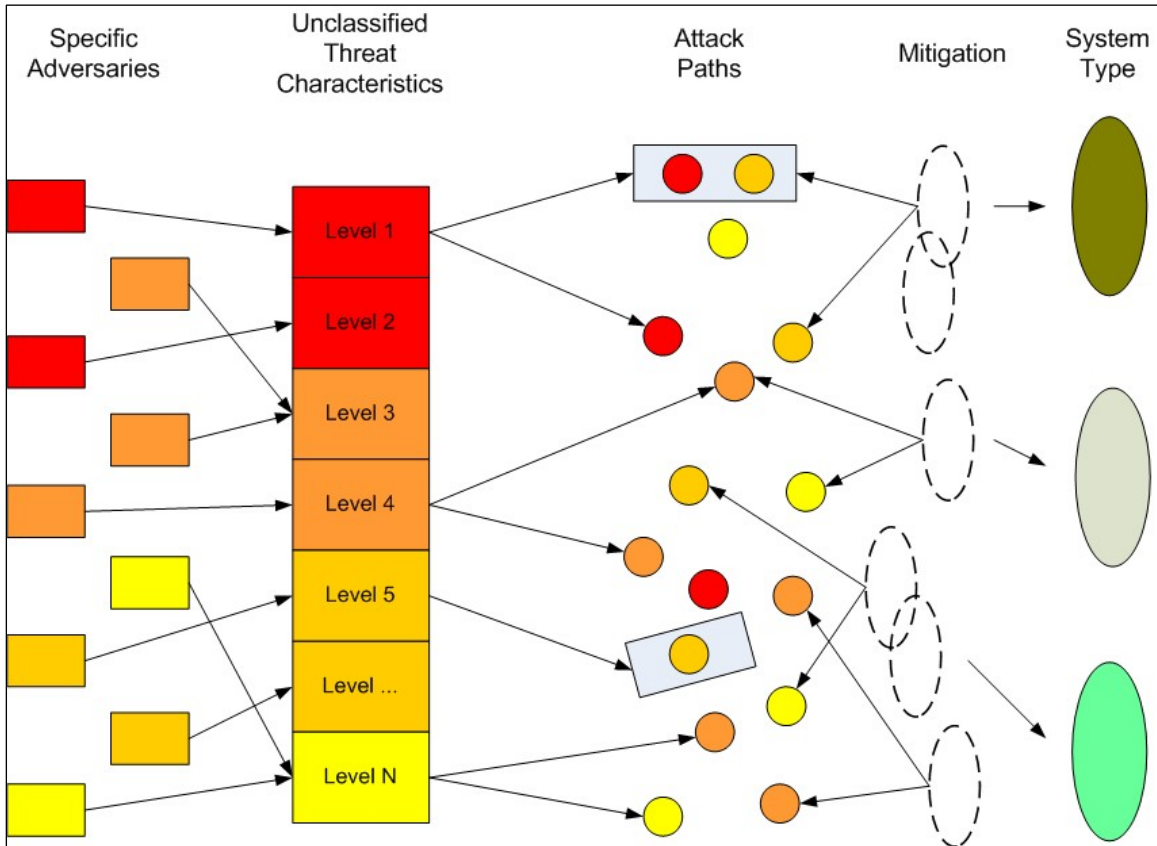 Specific
Adversaries
Unclassified
Threat
Characteristics
Attack
Paths
Mitigation
System
Type
Level 1
Level 2
Level 3
Level 4
Level 5
Level ...
Level N